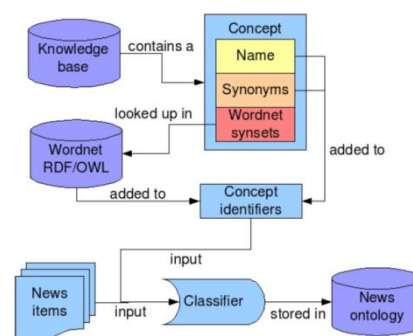 Concept
Knowledge
base
contains a
Name
Synonyms
Wordnet
synsets
looked up in
Wordnet
RDF/OWL
added to
added to
Concept
identifiers
input
News
items
input
Classifier
stored in
News
ontology